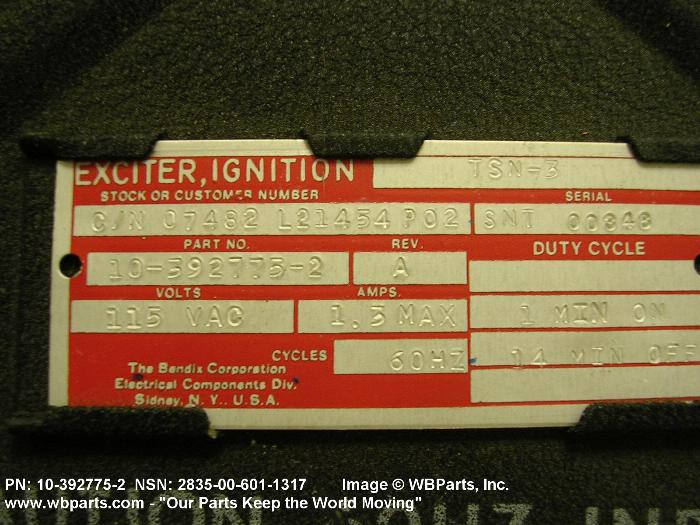 EXCITER, IGNITION TSN-3
STOCK OR CUSTOMER NUMBER SERIAL
C/N 07482 L21454 P02 SNT 00348
PART NO. REV. DUTY CYCLE
10-392775-2 A
VOLTS AMPS.
115 VAC 1.3 MAX 1 MIN ON
CYCLES 60HZ 14 MIN OFF
The Bendix Corporation
Electrical Components Div.
Sidney, N. Y., U.S.A.
PN: 10-392775-2 NSN: 2835-00-601-1317 Image © WBParts, Inc.
www.wbparts.com - "Our Parts Keep the World Moving"